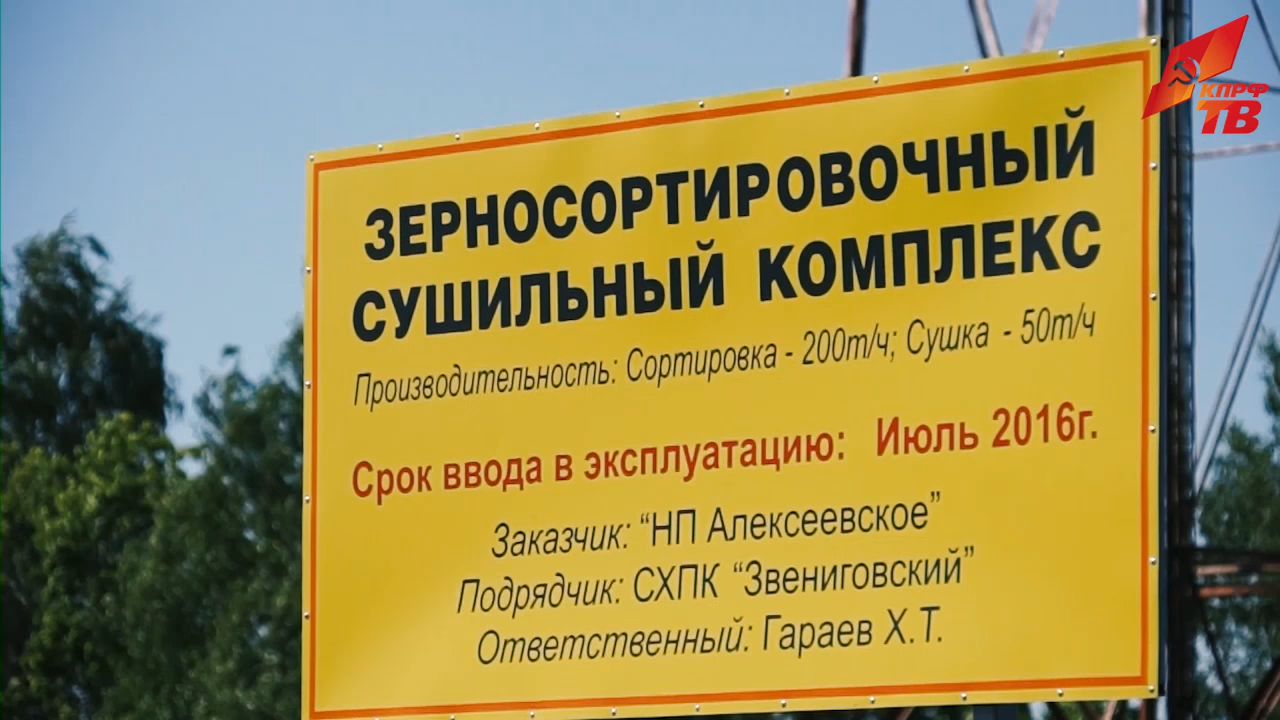 КПРФ
ТВ
ЗЕРНОСОРТИРОВОЧНЫЙ
СУШИЛЬНЫЙ КОМПЛЕКС
Производительность: Сортировка - 200т/ч; Сушка - 50т/ч
Срок ввода в эксплуатацию: Июль 2016г.
Заказчик: “НП Алексеевское”
Подрядчик: СХПК “Звениговский”
Ответственный: Гараев Х.Т.